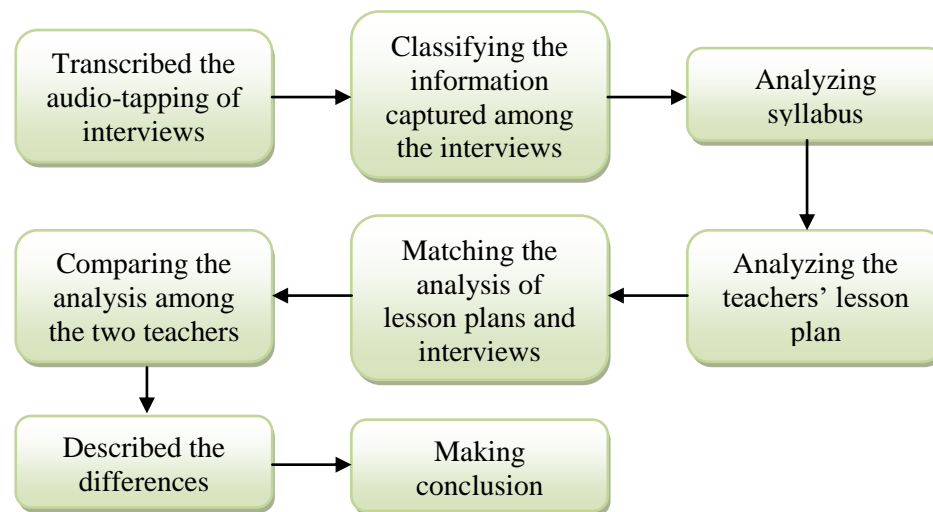 Transcribed the
audio-tapping of
interviews
Classifying the
information
captured among
the interviews
Analyzing
syllabus
Analyzing the
teachers’ lesson
plan
Matching the
analysis of
lesson plans and
interviews
Comparing the
analysis among
the two teachers
Described the
differences
Making
conclusion